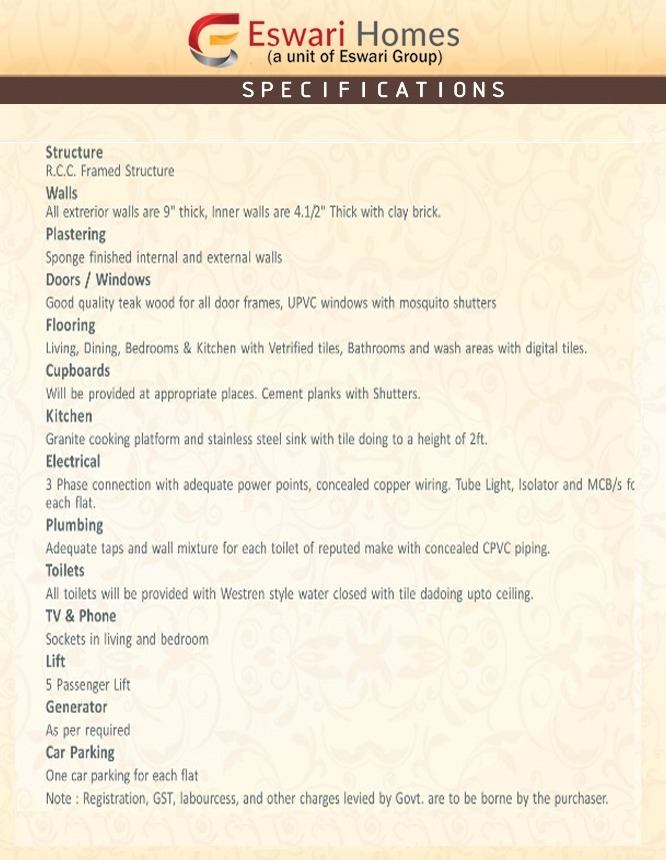 Eswari Homes
(a unit of Eswari Group)
SPECIFICATIONS
Structure
R.C.C. Framed Structure
Walls
All extrerior walls are 9" thick, Inner walls are 4.1/2" Thick with clay brick.
Plastering
Sponge finished internal and external walls
Doors / Windows
Good quality teak wood for all door frames, UPVC windows with mosquito shutters
Flooring
Living, Dining, Bedrooms & Kitchen with Vetrified tiles, Bathrooms and wash areas with digital tiles.
Cupboards
Will be provided at appropriate places. Cement planks with Shutters.
Kitchen
Granite cooking platform and stainless steel sink with tile doing to a height of 2ft.
Electrical
3 Phase connection with adequate power points, concealed copper wiring. Tube Light, Isolator and MCB/s
each flat.
Plumbing
Adequate taps and wall mixture for each toilet of reputed make with concealed CPVC piping.
Toilets
All toilets will be provided with Westren style water closed with tile dadoing upto ceiling.
TV & Phone
Sockets in living and bedroom
Lift
5 Passenger Lift
Generator
As per required
Car Parking
One car parking for each flat
Note : Registration, GST, labourcess, and other charges levied by Govt. are to be borne by the purchaser.